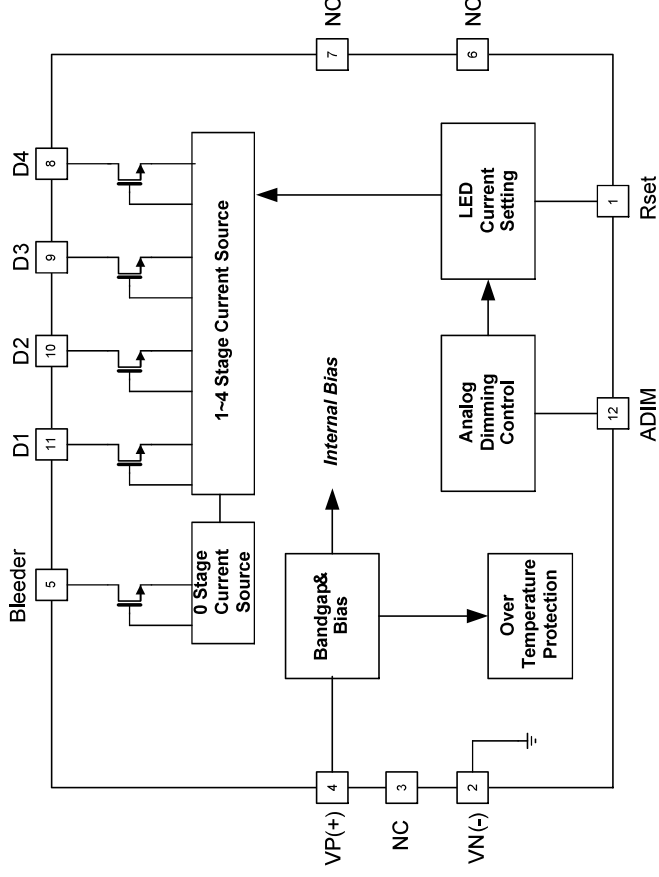 Bleeder
D1
D2
D3
D4
5
11
10
9
8
0 Stage
Current
Source
1~4 Stage Current Source
VP(+)
4
Bandgap&
Bias
Internal Bias
7
NC
NC
3
VN(-)
2
6
NC
Over
Temperature
Protection
Analog
Dimming
Control
LED
Current
Setting
12
ADIM
1
Rset